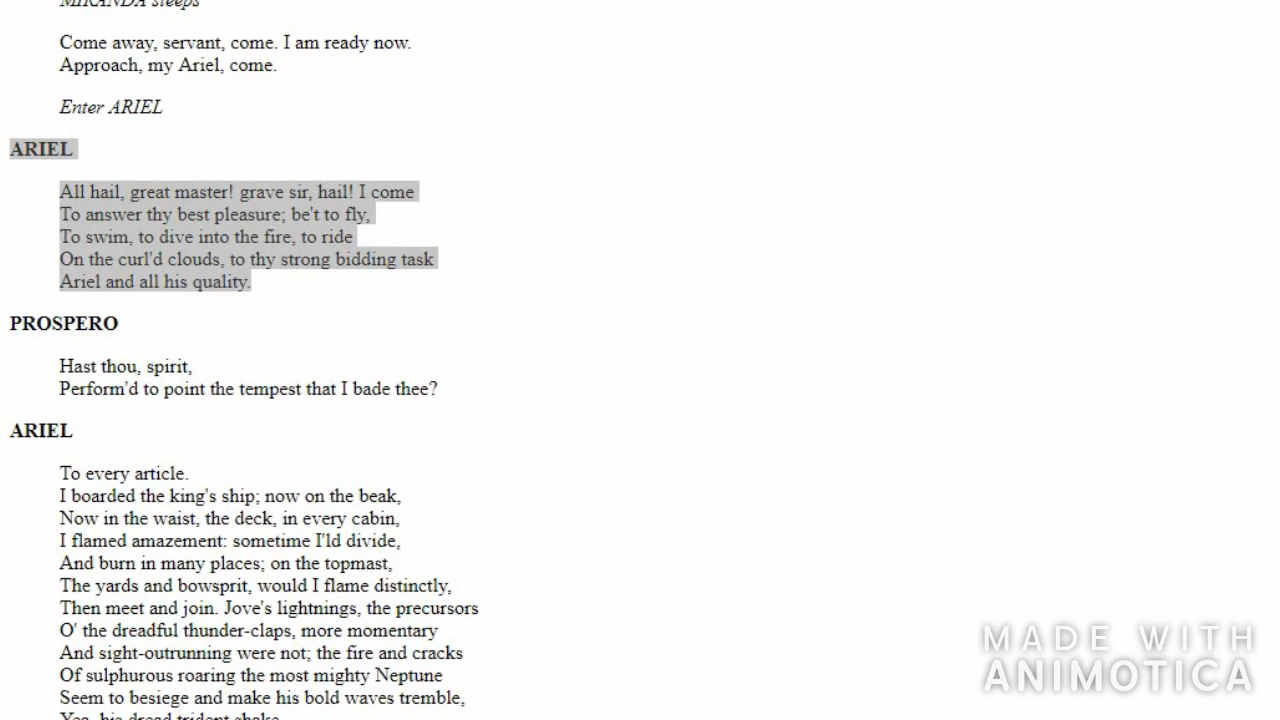 MIRANDA sleeps
Come away, servant, come. I am ready now.
Approach, my Ariel, come.
Enter ARIEL
ARIEL
All hail, great master! grave sir, hail! I come
To answer thy best pleasure; be't to fly,
To swim, to dive into the fire, to ride
On the curl'd clouds, to thy strong bidding task
Ariel and all his quality.
PROSPERO
Hast thou, spirit,
Perform'd to point the tempest that I bade thee?
ARIEL
To every article.
I boarded the king's ship; now on the beak,
Now in the waist, the deck, in every cabin,
I flamed amazement: sometime I'ld divide,
And burn in many places; on the topmast,
The yards and bowsprit, would I flame distinctly,
Then meet and join. Jove's lightnings, the precursors
O' the dreadful thunder-claps, more momentary
And sight-outrunning were not; the fire and cracks
Of sulphurous roaring the most mighty Neptune
Seem to besiege and make his bold waves tremble,
Yea, his dread trident shake.
MADE WITH
ANIMOTICA